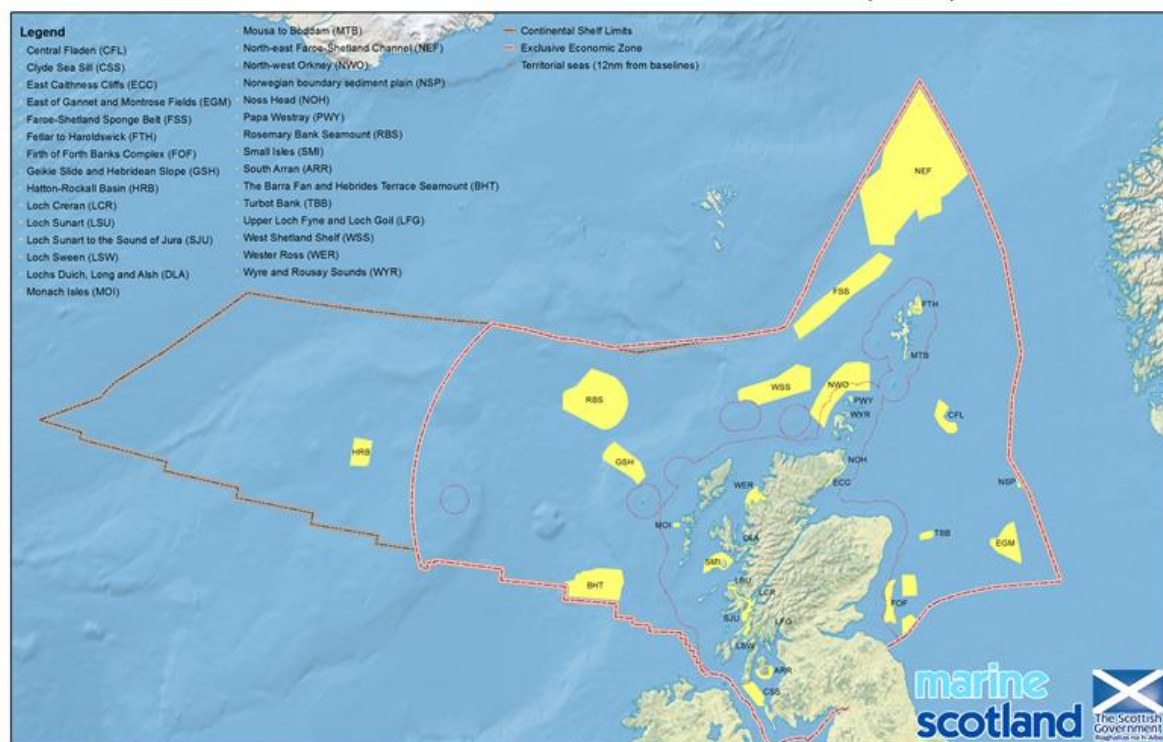 Legend
Central Fladen (CFL)
Clyde Sea Sill (CSS)
East Caithness Cliffs (ECC)
East of Gannet and Montrose Fields (EGM)
Faroe-Shetland Sponge Belt (FSS)
Fetlar to Haroldswick (FTH)
Firth of Forth Banks Complex (FOF)
Geikie Slide and Hebridean Slope (GSH)
Hatton-Rockall Basin (HRB)
Loch Creran (LCR)
Loch Sunart (LSU)
Loch Sunart to the Sound of Jura (SJU)
Loch Sween (LSW)
Lochs Duich, Long and Alsh (DLA)
Monach Isles (MOI)
Mousa to Boddam (MTB)
North-east Faroe-Shetland Channel (NEF)
North-west Orkney (NWO)
Norwegian boundary sediment plain (NSP)
Noss Head (NOH)
Papa Westray (PWY)
Rosemary Bank Seamount (RBS)
Small Isles (SMI)
South Arran (ARR)
The Barra Fan and Hebrides Terrace Seamount (BHT)
Turbot Bank (TBB)
Upper Loch Fyne and Loch Goil (LFG)
West Shetland Shelf (WSS)
Wester Ross (WER)
Wyre and Rousay Sounds (WYR)
Continental Shelf Limits
Exclusive Economic Zone
Territorial seas (12nm from baselines)
NEF
FSS
FTH
MTB
WSS
NWO
PWY
RBS
WYR
CFL
HRB
GSH
NOH
WER
ECC
NSP
MOI
DLA
TBB
EGM
SMI
BHT
LSU
LCR
FOF
SJU
LFG
LSW
ARR
CSS
marine
scotland
The Scottish
Government
Riaghaltas na h-Alba